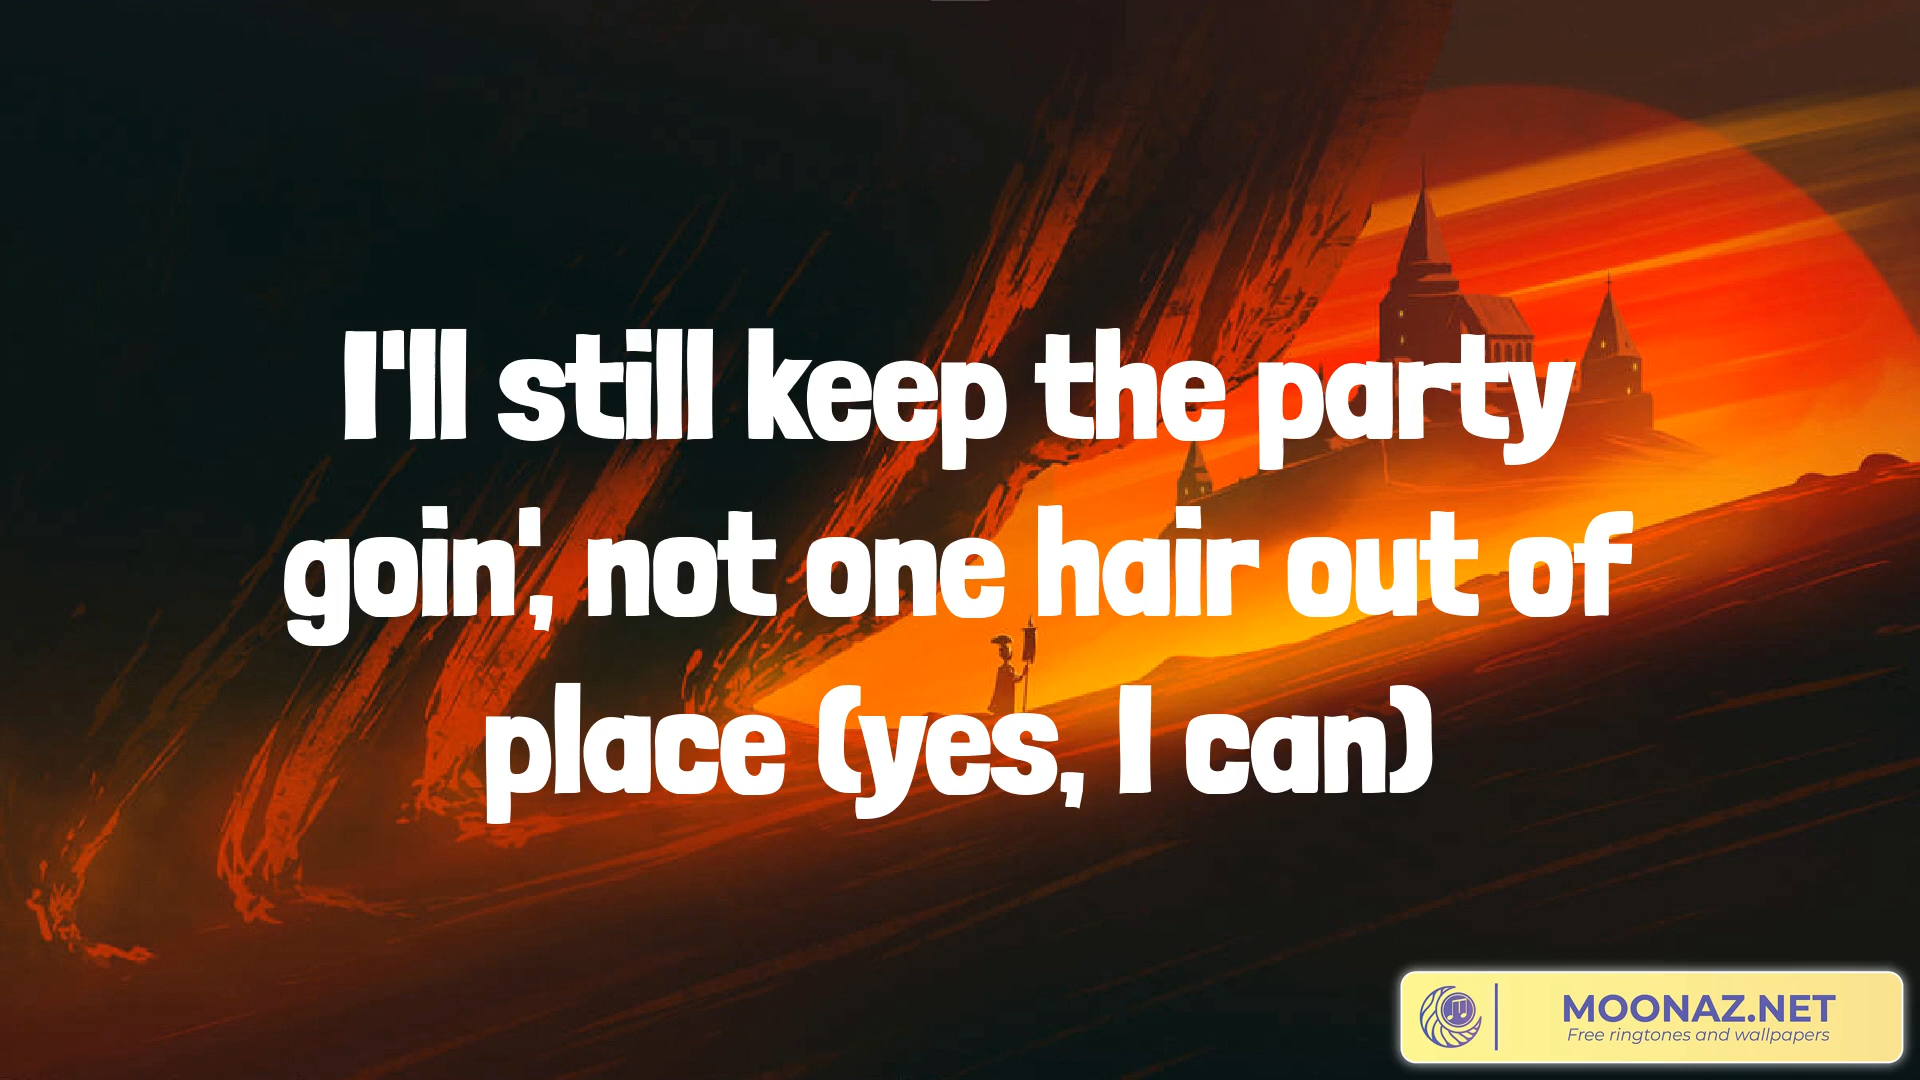 I'll still keep the party
goin', not one hair out of
place (yes, I can)
MOONAZ.NET
Free ringtones and wallpapers